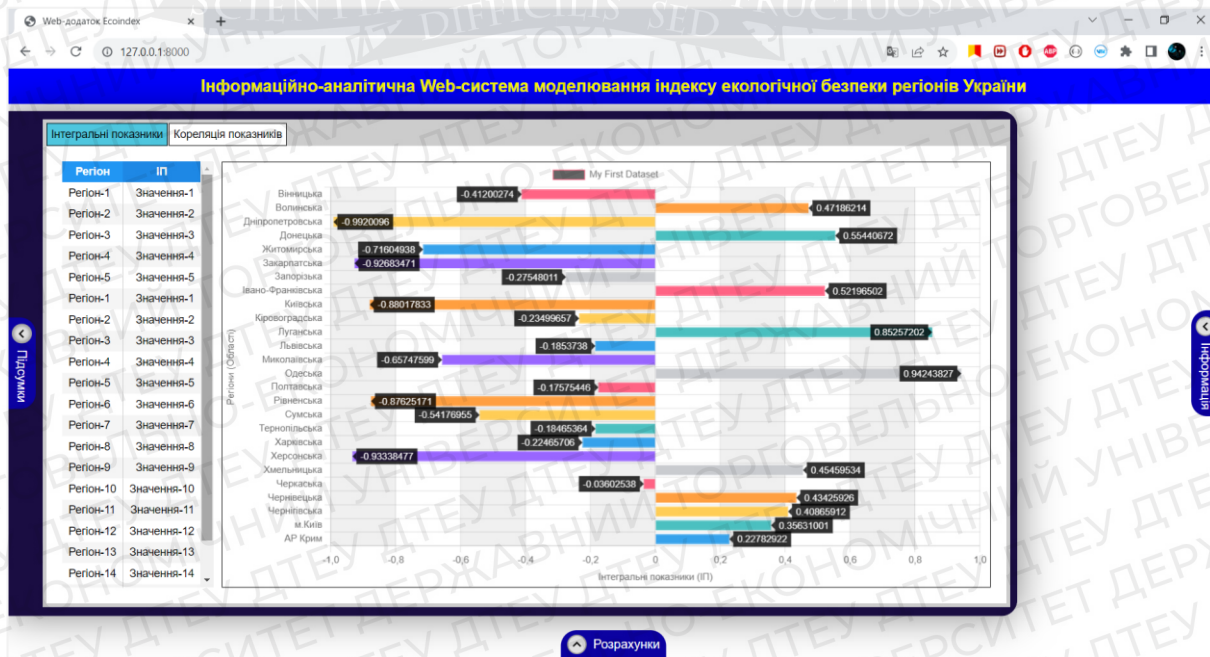 Web-додаток Ecoindex
127.0.0.1:8000
Інформаційно-аналітична Web-система моделювання індексу екологічної безпеки регіонів України
Інтегральні показники Кореляція показників
Регіон ІП
Регіон-1 Значення-1
Регіон-2 Значення-2
Регіон-3 Значення-3
Регіон-4 Значення-4
Регіон-5 Значення-5
Регіон-1 Значення-1
Регіон-2 Значення-2
Регіон-3 Значення-3
Регіон-4 Значення-4
Регіон-5 Значення-5
Регіон-6 Значення-6
Регіон-7 Значення-7
Регіон-8 Значення-8
Регіон-9 Значення-9
Регіон-10 Значення-10
Регіон-11 Значення-11
Регіон-12 Значення-12
Регіон-13 Значення-13
Регіон-14 Значення-14
My First Dataset
Регіони (Області)
Вінницька -0.41200274
Волинська 0.47186214
Дніпропетровська -0.9920096
Донецька 0.55440672
Житомирська -0.71604938
Закарпатська -0.92683471
Запорізька -0.27548011
Івано-Франківська 0.52196502
Київська -0.88017833
Кіровоградська -0.23499657
Луганська 0.85257202
Львівська -0.1853738
Миколаївська -0.65747599
Одеська 0.94243827
Полтавська -0.17575446
Рівненська -0.87625171
Сумська -0.54176955
Тернопільська -0.18465364
Харківська -0.22465706
Херсонська -0.93338477
Хмельницька 0.45459534
Черкаська -0.03602538
Чернівецька 0.43425926
Чернігівська 0.40865912
м.Київ 0.35631001
АР Крим 0.22782922
-1,0 -0,8 -0,6 -0,4 -0,2 0 0,2 0,4 0,6 0,8 1,0
Інтегральні показники (ІП)
Підсумки
Інформація
Розрахунки